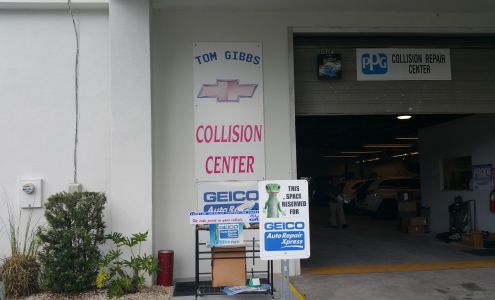 TOM GIBBS
COLLISION
CENTER
GEICO
Auto Repair
PPG
COLLISION REPAIR
CENTER
THIS
SPACE
RESERVED
FOR
GEICO
Auto Repair
Xpress